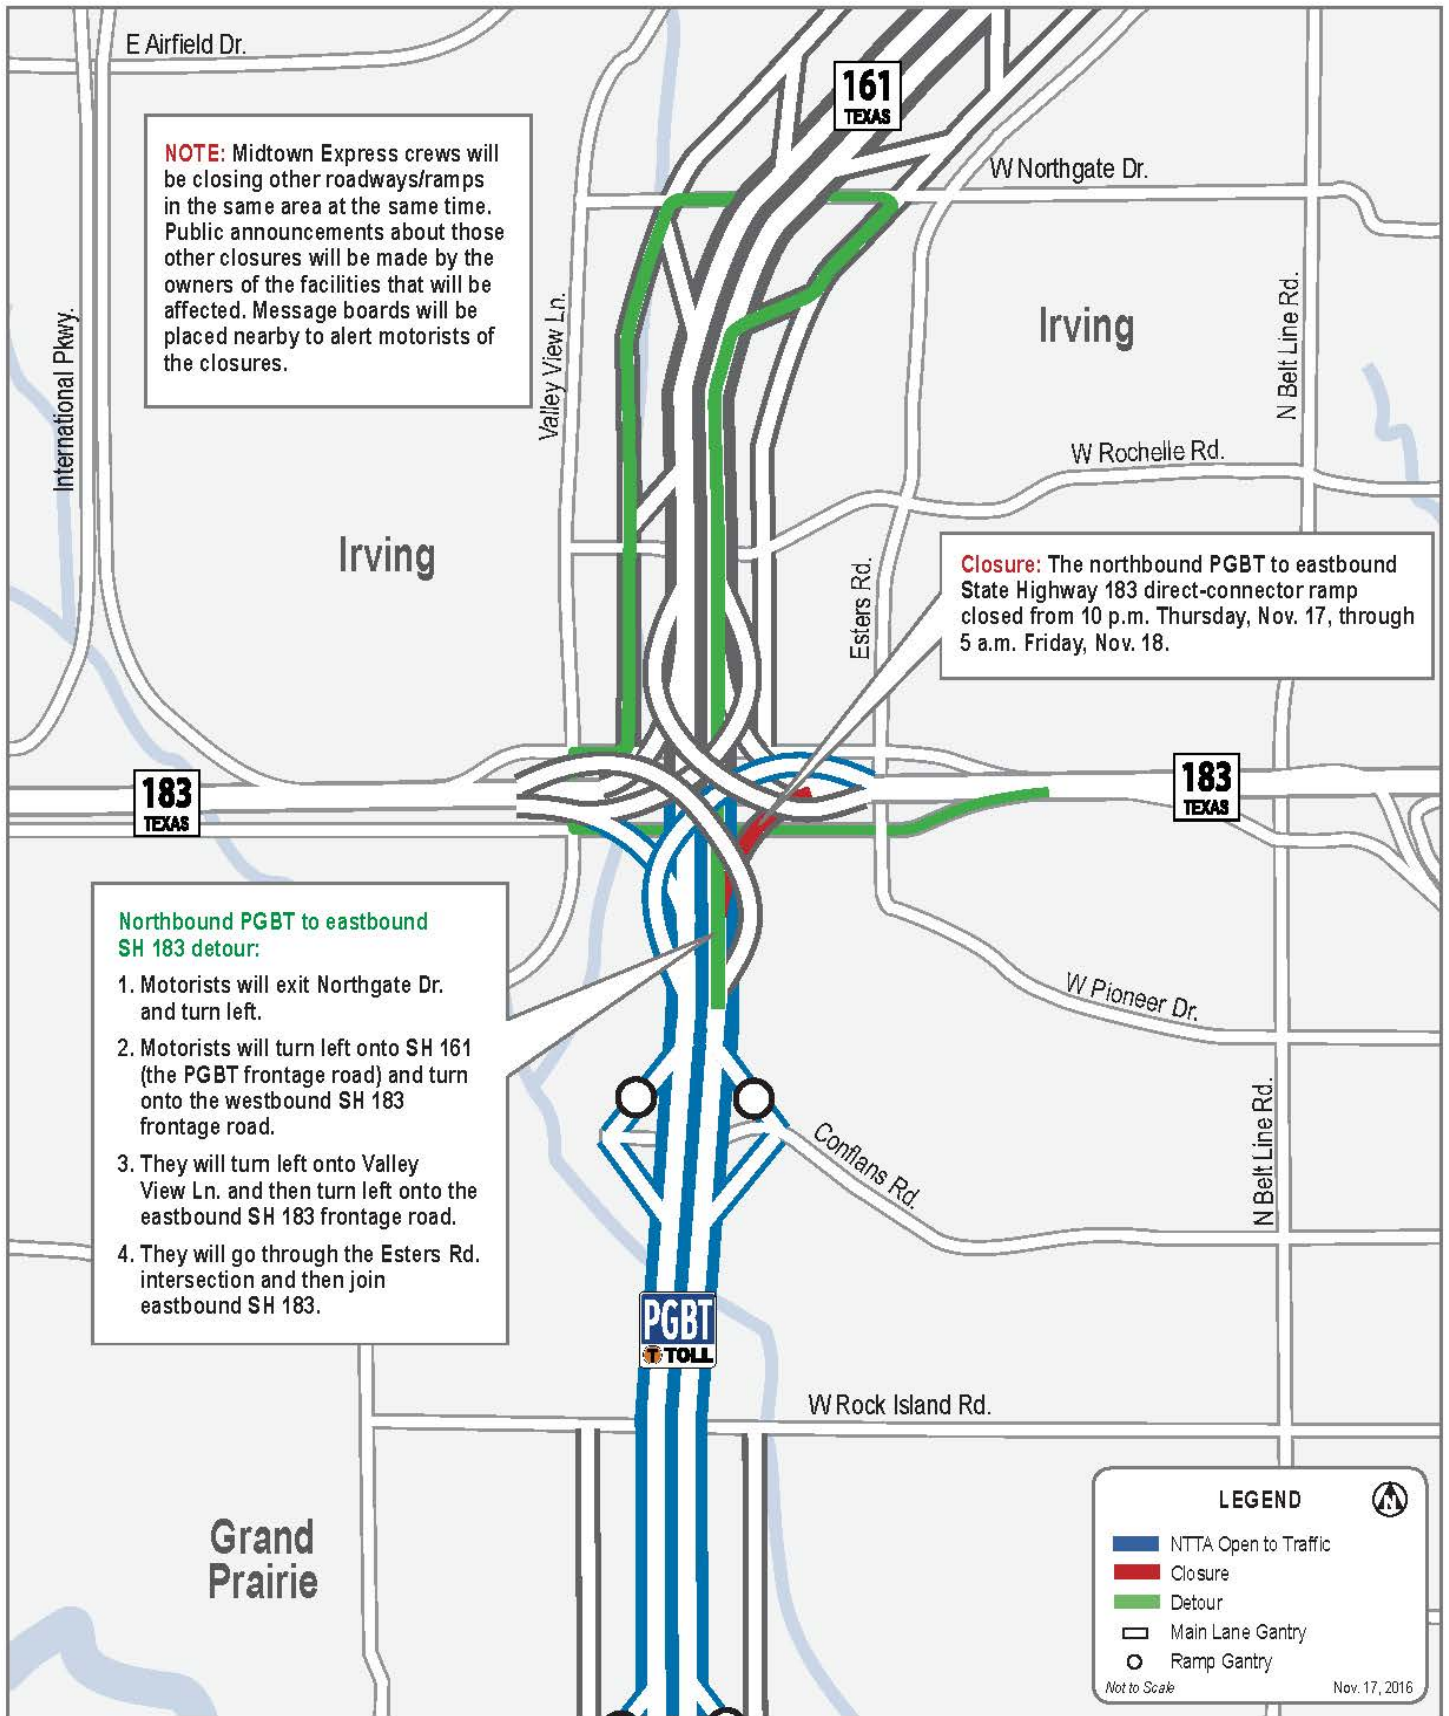 E Airfield Dr.
161
TEXAS
NOTE: Midtown Express crews will
be closing other roadways/ramps
in the same area at the same time.
Public announcements about those
other closures will be made by the
owners of the facilities that will be
affected. Message boards will be
placed nearby to alert motorists of
the closures.
W Northgate Dr.
International Pkwy.
Valley View Ln.
Irving
N Belt Line Rd.
W Rochelle Rd.
Irving
Esters Rd.
Closure: The northbound PGBT to eastbound
State Highway 183 direct-connector ramp
closed from 10 p.m. Thursday, Nov. 17, through
5 a.m. Friday, Nov. 18.
183
TEXAS
183
TEXAS
Northbound PGBT to eastbound
SH 183 detour:
1. Motorists will exit Northgate Dr.
and turn left.
2. Motorists will turn left onto SH 161
(the PGBT frontage road) and turn
onto the westbound SH 183
frontage road.
3. They will turn left onto Valley
View Ln. and then turn left onto the
eastbound SH 183 frontage road.
4. They will go through the Esters Rd.
intersection and then join
eastbound SH 183.
W Pioneer Dr.
Conflans Rd.
N Belt Line Rd.
PGBT
T TOLL
W Rock Island Rd.
Grand
Prairie
LEGEND
N
NTTA Open to Traffic
Closure
Detour
Main Lane Gantry
Ramp Gantry
Not to Scale
Nov. 17, 2016